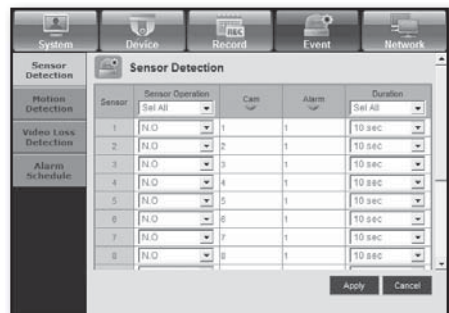 System Device Record Event Network
REC
Sensor Detection
Motion Detection
Video Loss Detection
Alarm Schedule
Sensor Detection
Sensor Sensor Operation Cam Alarm Duration
Sel All Sel All
1 N.O 1 1 10 sec
2 N.O 2 1 10 sec
3 N.O 3 1 10 sec
4 N.O 4 1 10 sec
5 N.O 5 1 10 sec
6 N.O 6 1 10 sec
7 N.O 7 1 10 sec
8 N.O 8 1 10 sec
Apply Cancel